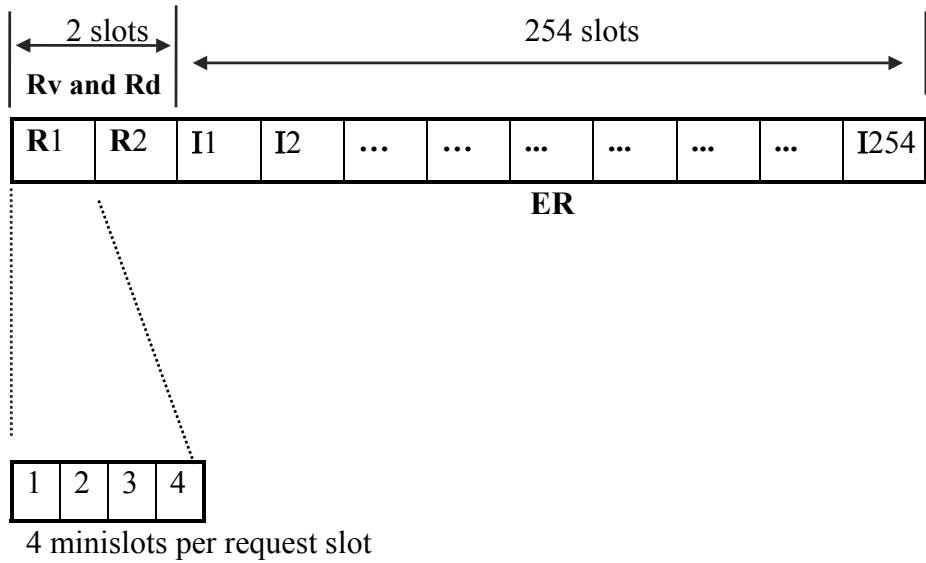 2 slots 254 slots
Rv and Rd
R1 R2 I1 I2 ... ... ... ... ... ... I254
ER
1 2 3 4
4 minislots per request slot